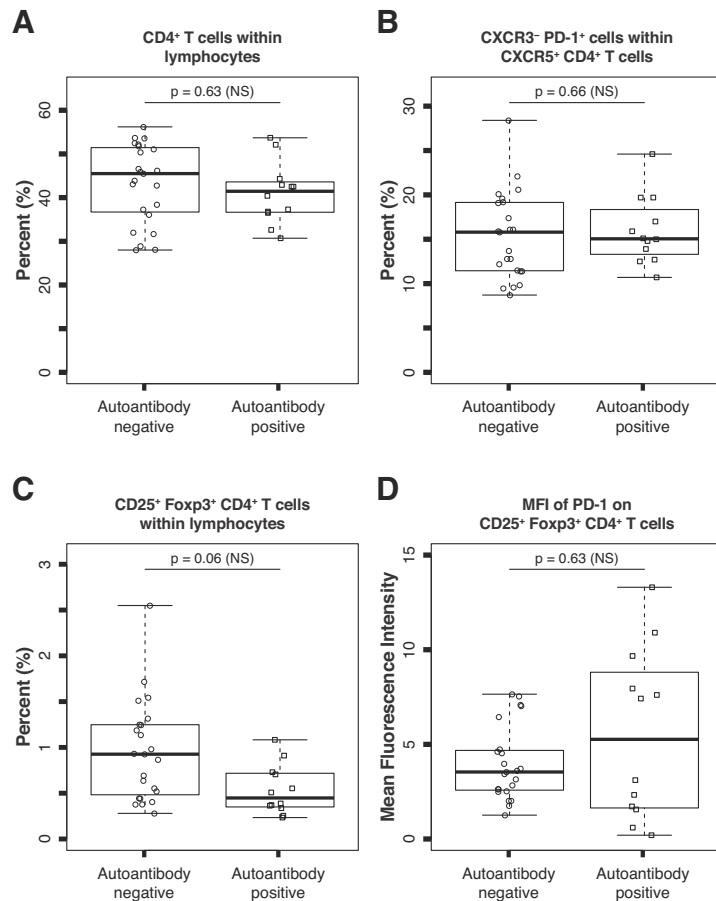 A
CD4⁺ T cells within
lymphocytes
p = 0.63 (NS)
Percent (%)
60
40
20
0
Autoantibody
negative
Autoantibody
positive
B
CXCR3⁻ PD-1⁺ cells within
CXCR5⁺ CD4⁺ T cells
p = 0.66 (NS)
Percent (%)
30
20
10
0
Autoantibody
negative
Autoantibody
positive
C
CD25⁺ Foxp3⁺ CD4⁺ T cells
within lymphocytes
p = 0.06 (NS)
Percent (%)
3
2
1
0
Autoantibody
negative
Autoantibody
positive
D
MFI of PD-1 on
CD25⁺ Foxp3⁺ CD4⁺ T cells
p = 0.63 (NS)
Mean Fluorescence Intensity
15
10
5
0
Autoantibody
negative
Autoantibody
positive